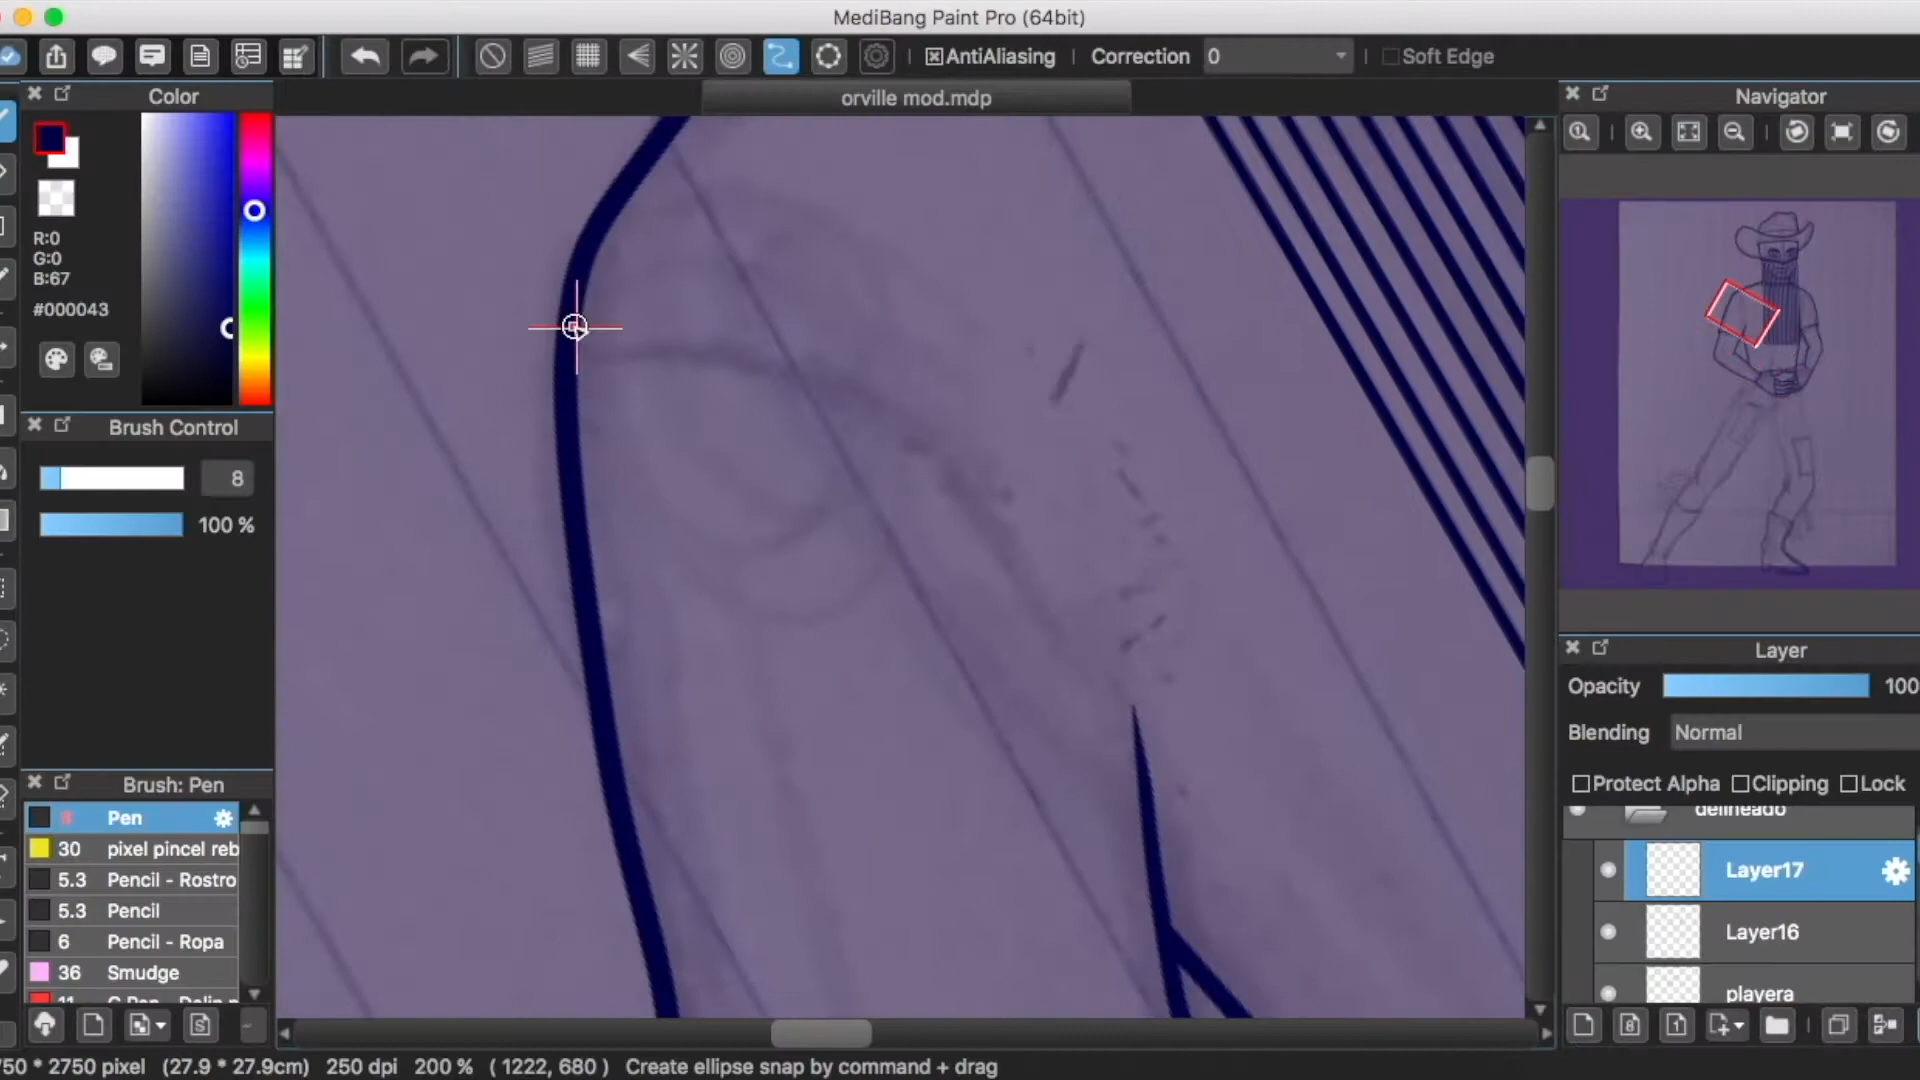 MediBang Paint Pro (64bit)
AntiAliasing
Correction 0
Soft Edge
Color
orville mod.mdp
Navigator
R:0
G:0
B:67
#000043
Brush Control
8
100 %
Layer
Opacity 100
Blending Normal
Protect Alpha Clipping Lock
delineado
Layer17
Layer16
playera
Brush: Pen
Pen
30 pixel pincel reb
5.3 Pencil - Rostro
5.3 Pencil
6 Pencil - Ropa
36 Smudge
50 * 2750 pixel (27.9 * 27.9cm) 250 dpi 200 % ( 1222, 680 ) Create ellipse snap by command + drag